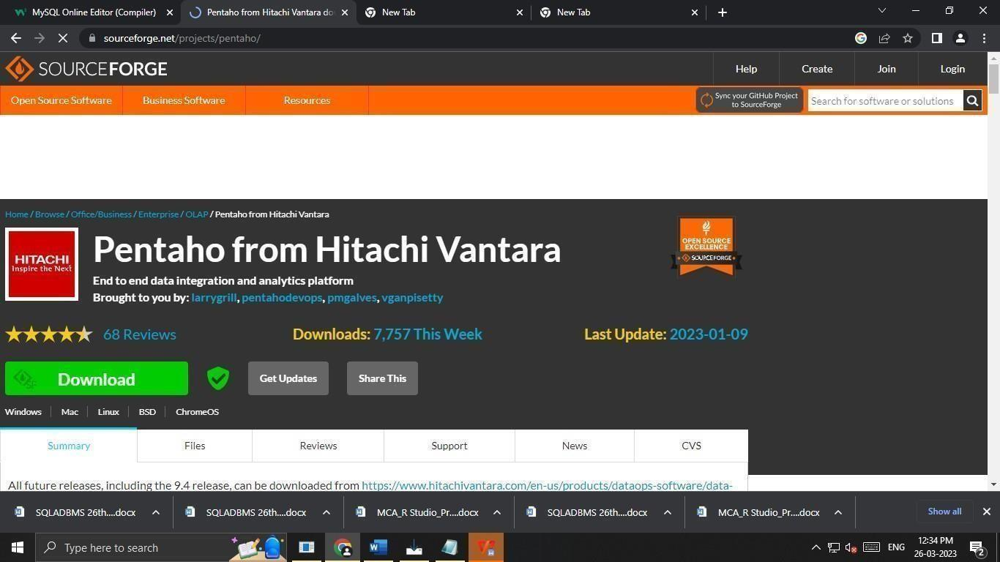 MySQL Online Editor (Compiler)
Pentaho from Hitachi Vantara do
New Tab
New Tab
sourceforge.net/projects/pentaho/
SOURCEFORGE
Help
Create
Join
Login
Open Source Software
Business Software
Resources
Sync your GitHub Project
to SourceForge
Search for software or solutions
Home / Browse / Office/Business / Enterprise / OLAP / Pentaho from Hitachi Vantara
HITACHI
Inspire the Next
Pentaho from Hitachi Vantara
OPEN SOURCE
EXCELLENCE
SOURCEFORGE
End to end data integration and analytics platform
Brought to you by: larrygrill, pentahodevops, pmgalves, vganpisetty
68 Reviews
Downloads: 7,757 This Week
Last Update: 2023-01-09
SF
Download
Get Updates
Share This
Windows
Mac
Linux
BSD
ChromeOS
Summary
Files
Reviews
Support
News
CVS
All future releases, including the 9.4 release, can be downloaded from https://www.hitachivantara.com/en-us/products/dataops-software/data-
SQLADBMS 26th....docx
SQLADBMS 26th....docx
MCA_R Studio_Pr....docx
SQLADBMS 26th....docx
MCA_R Studio_Pr....docx
Show all
Type here to search
ENG
12:34 PM
26-03-2023
2